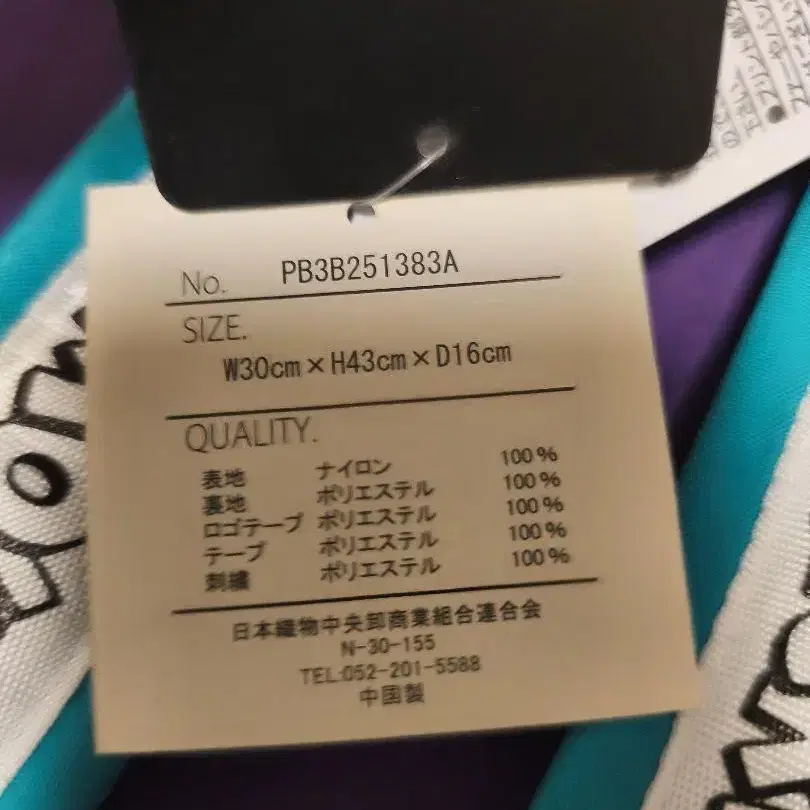 No. PB3B251383A
SIZE.
W30cm×H43cm×D16cm
QUALITY.
表地 ナイロン 100%
裏地 ポリエステル 100%
ロゴテープ ポリエステル 100%
テープ ポリエステル 100%
刺繍 ポリエステル 100%
日本織物中央卸商業組合連合会
N-30-155
TEL:052-201-5588
中国製